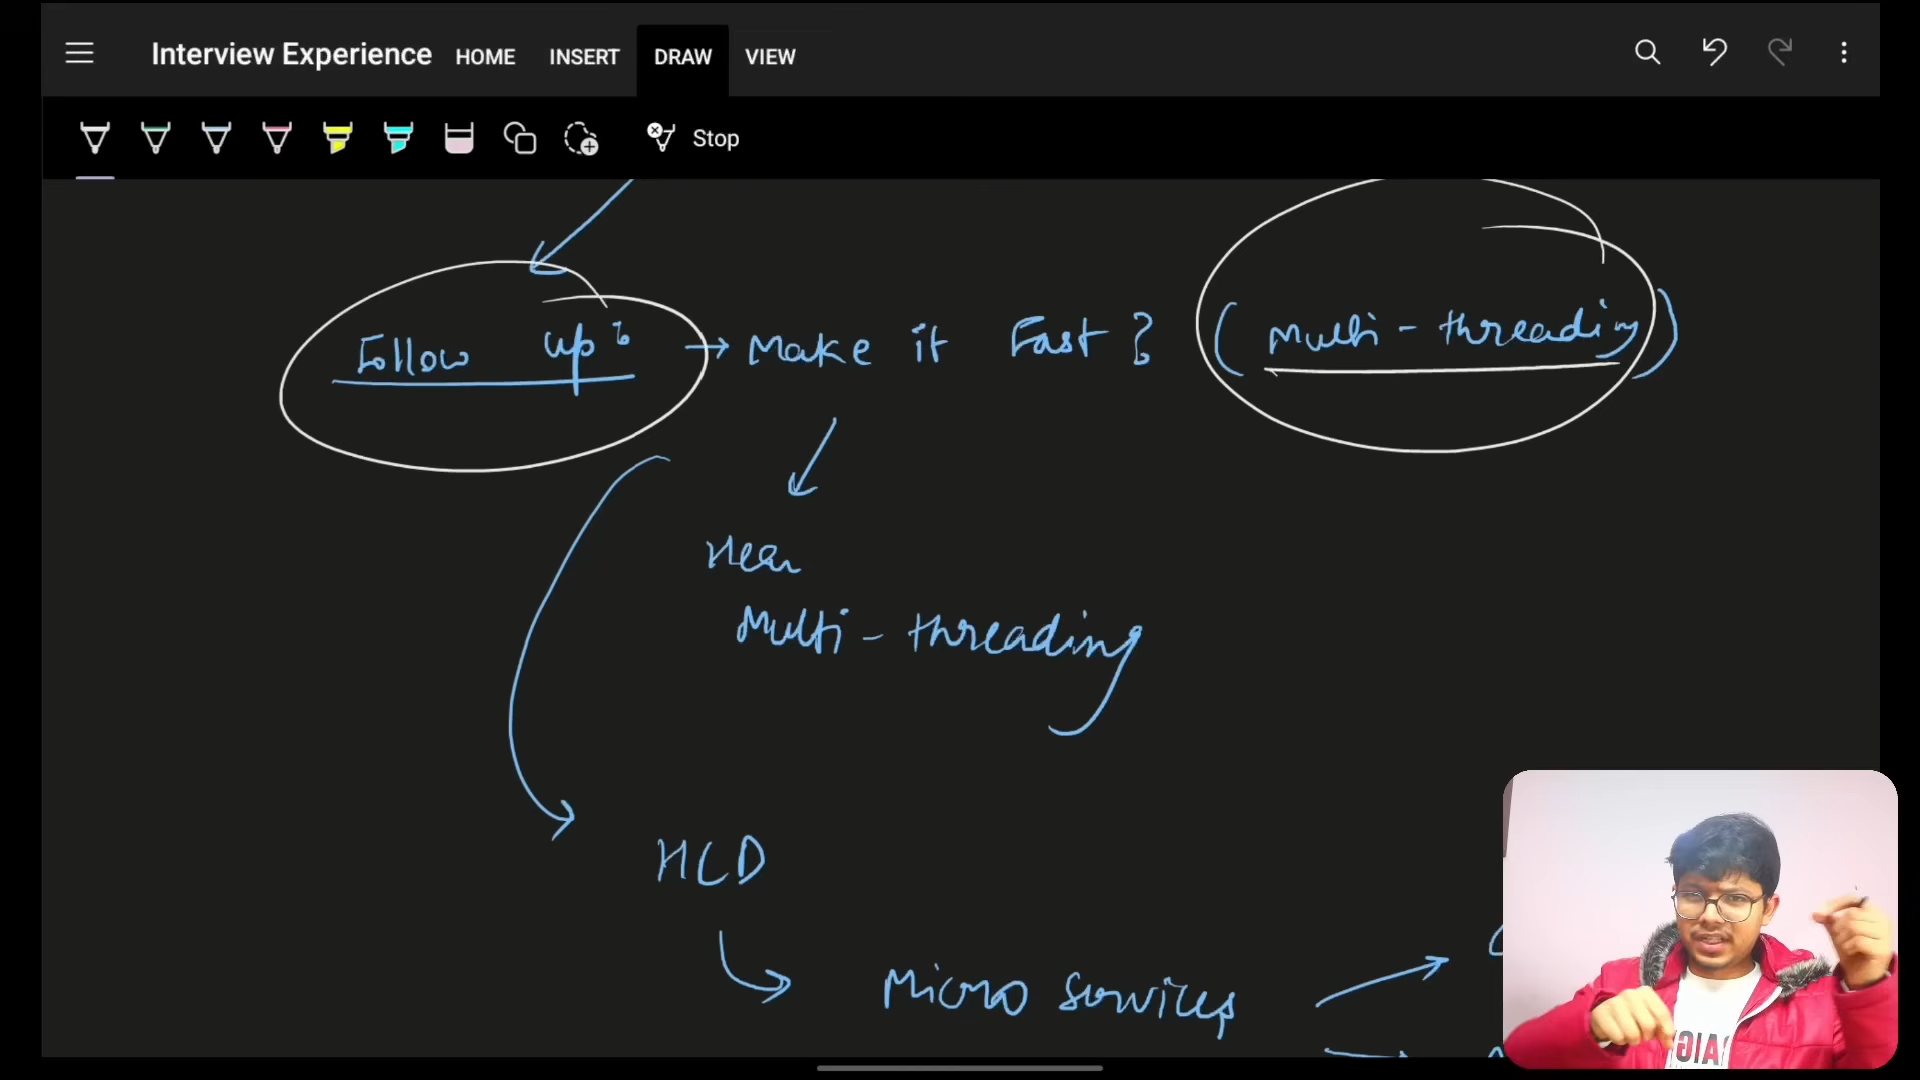 Interview Experience HOME INSERT DRAW VIEW
Stop
Follow up: → Make it Fast? (Multi-threading)
Hear
Multi-threading
HLD
Micro Services